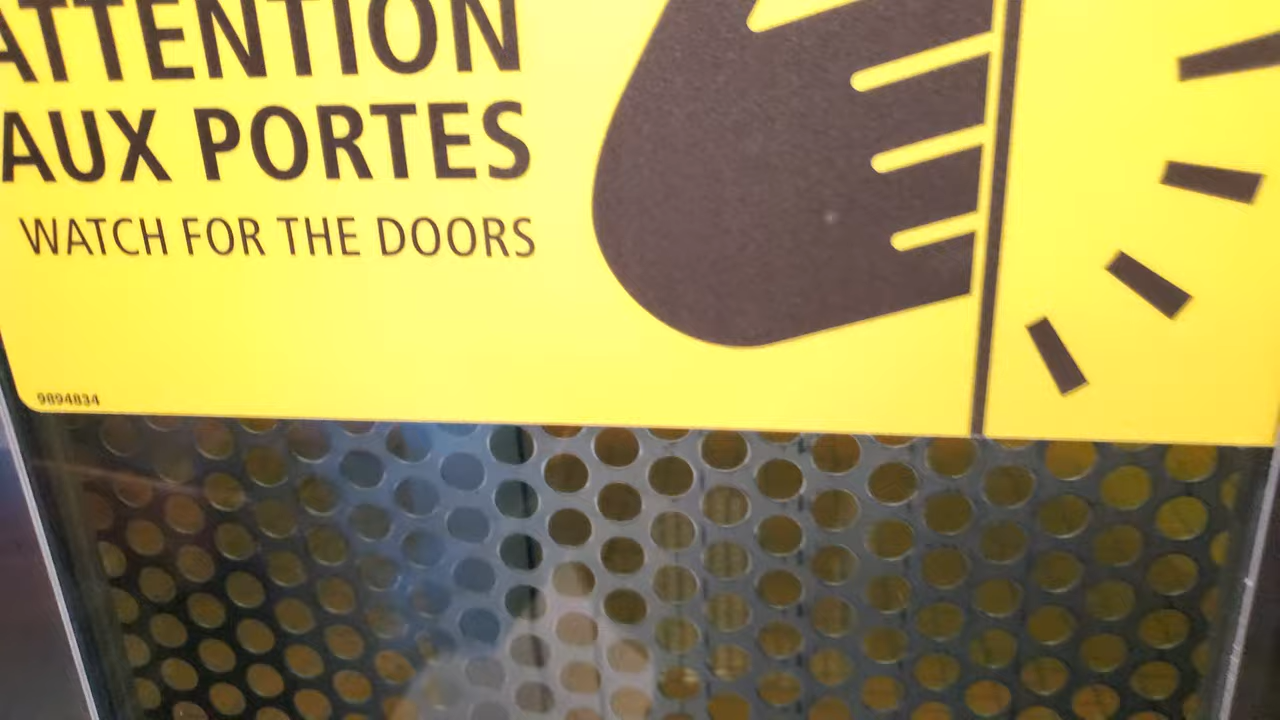 ATTENTION
AUX PORTES
WATCH FOR THE DOORS
9894834